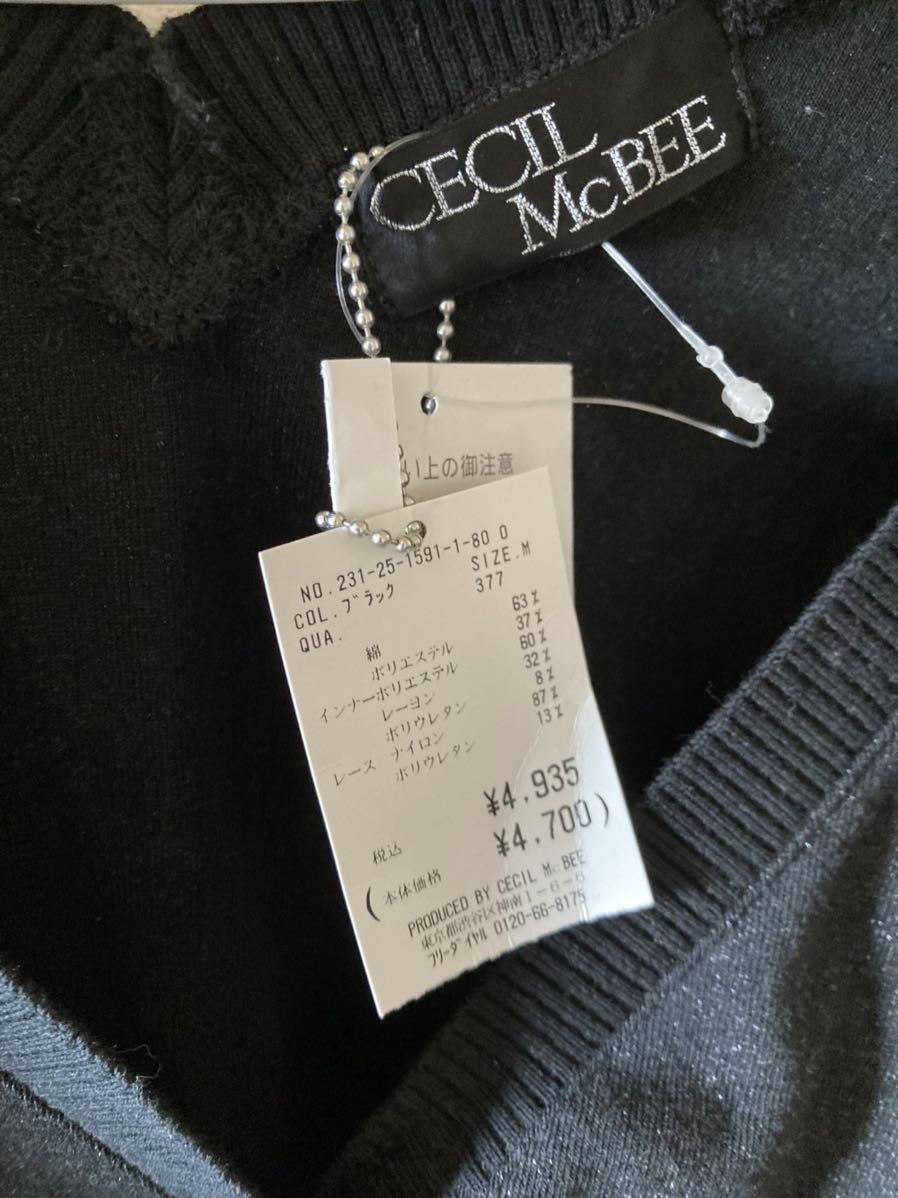 CECIL
McBEE
い上の御注意
NO.231-25-1591-1-80 0
COL.ブラック SIZE.M
QUA. 377
綿 63%
ポリエステル 37%
インナーポリエステル 60%
レーヨン 32%
ポリウレタン 8%
レース ナイロン 87%
ポリウレタン 13%
税込 ¥4,935
(本体価格 ¥4,700)
PRODUCED BY CECIL McBEE
東京都渋谷区神南1-6-6
フリーダイヤル 0120-66-8175